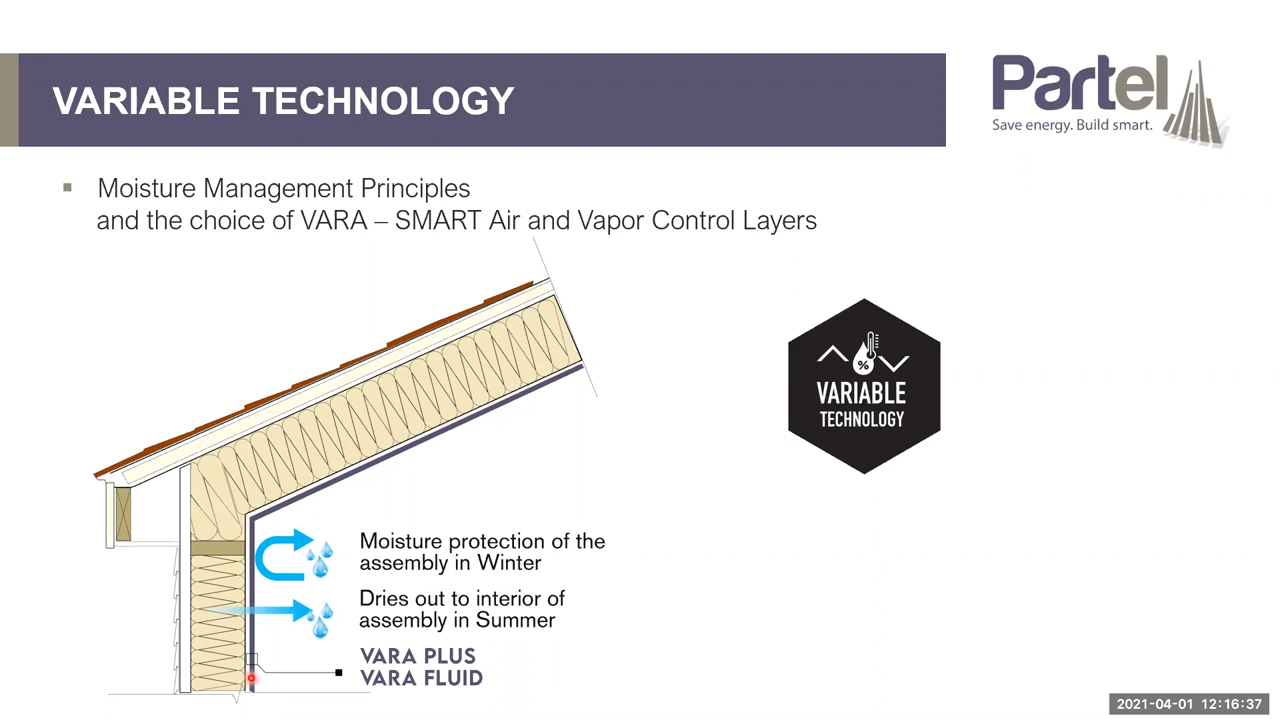 VARIABLE TECHNOLOGY
Partel
Save energy. Build smart.
Moisture Management Principles
and the choice of VARA – SMART Air and Vapor Control Layers
%
VARIABLE
TECHNOLOGY
Moisture protection of the
assembly in Winter
Dries out to interior of
assembly in Summer
VARA PLUS
VARA FLUID
2021-04-01 12:16:37